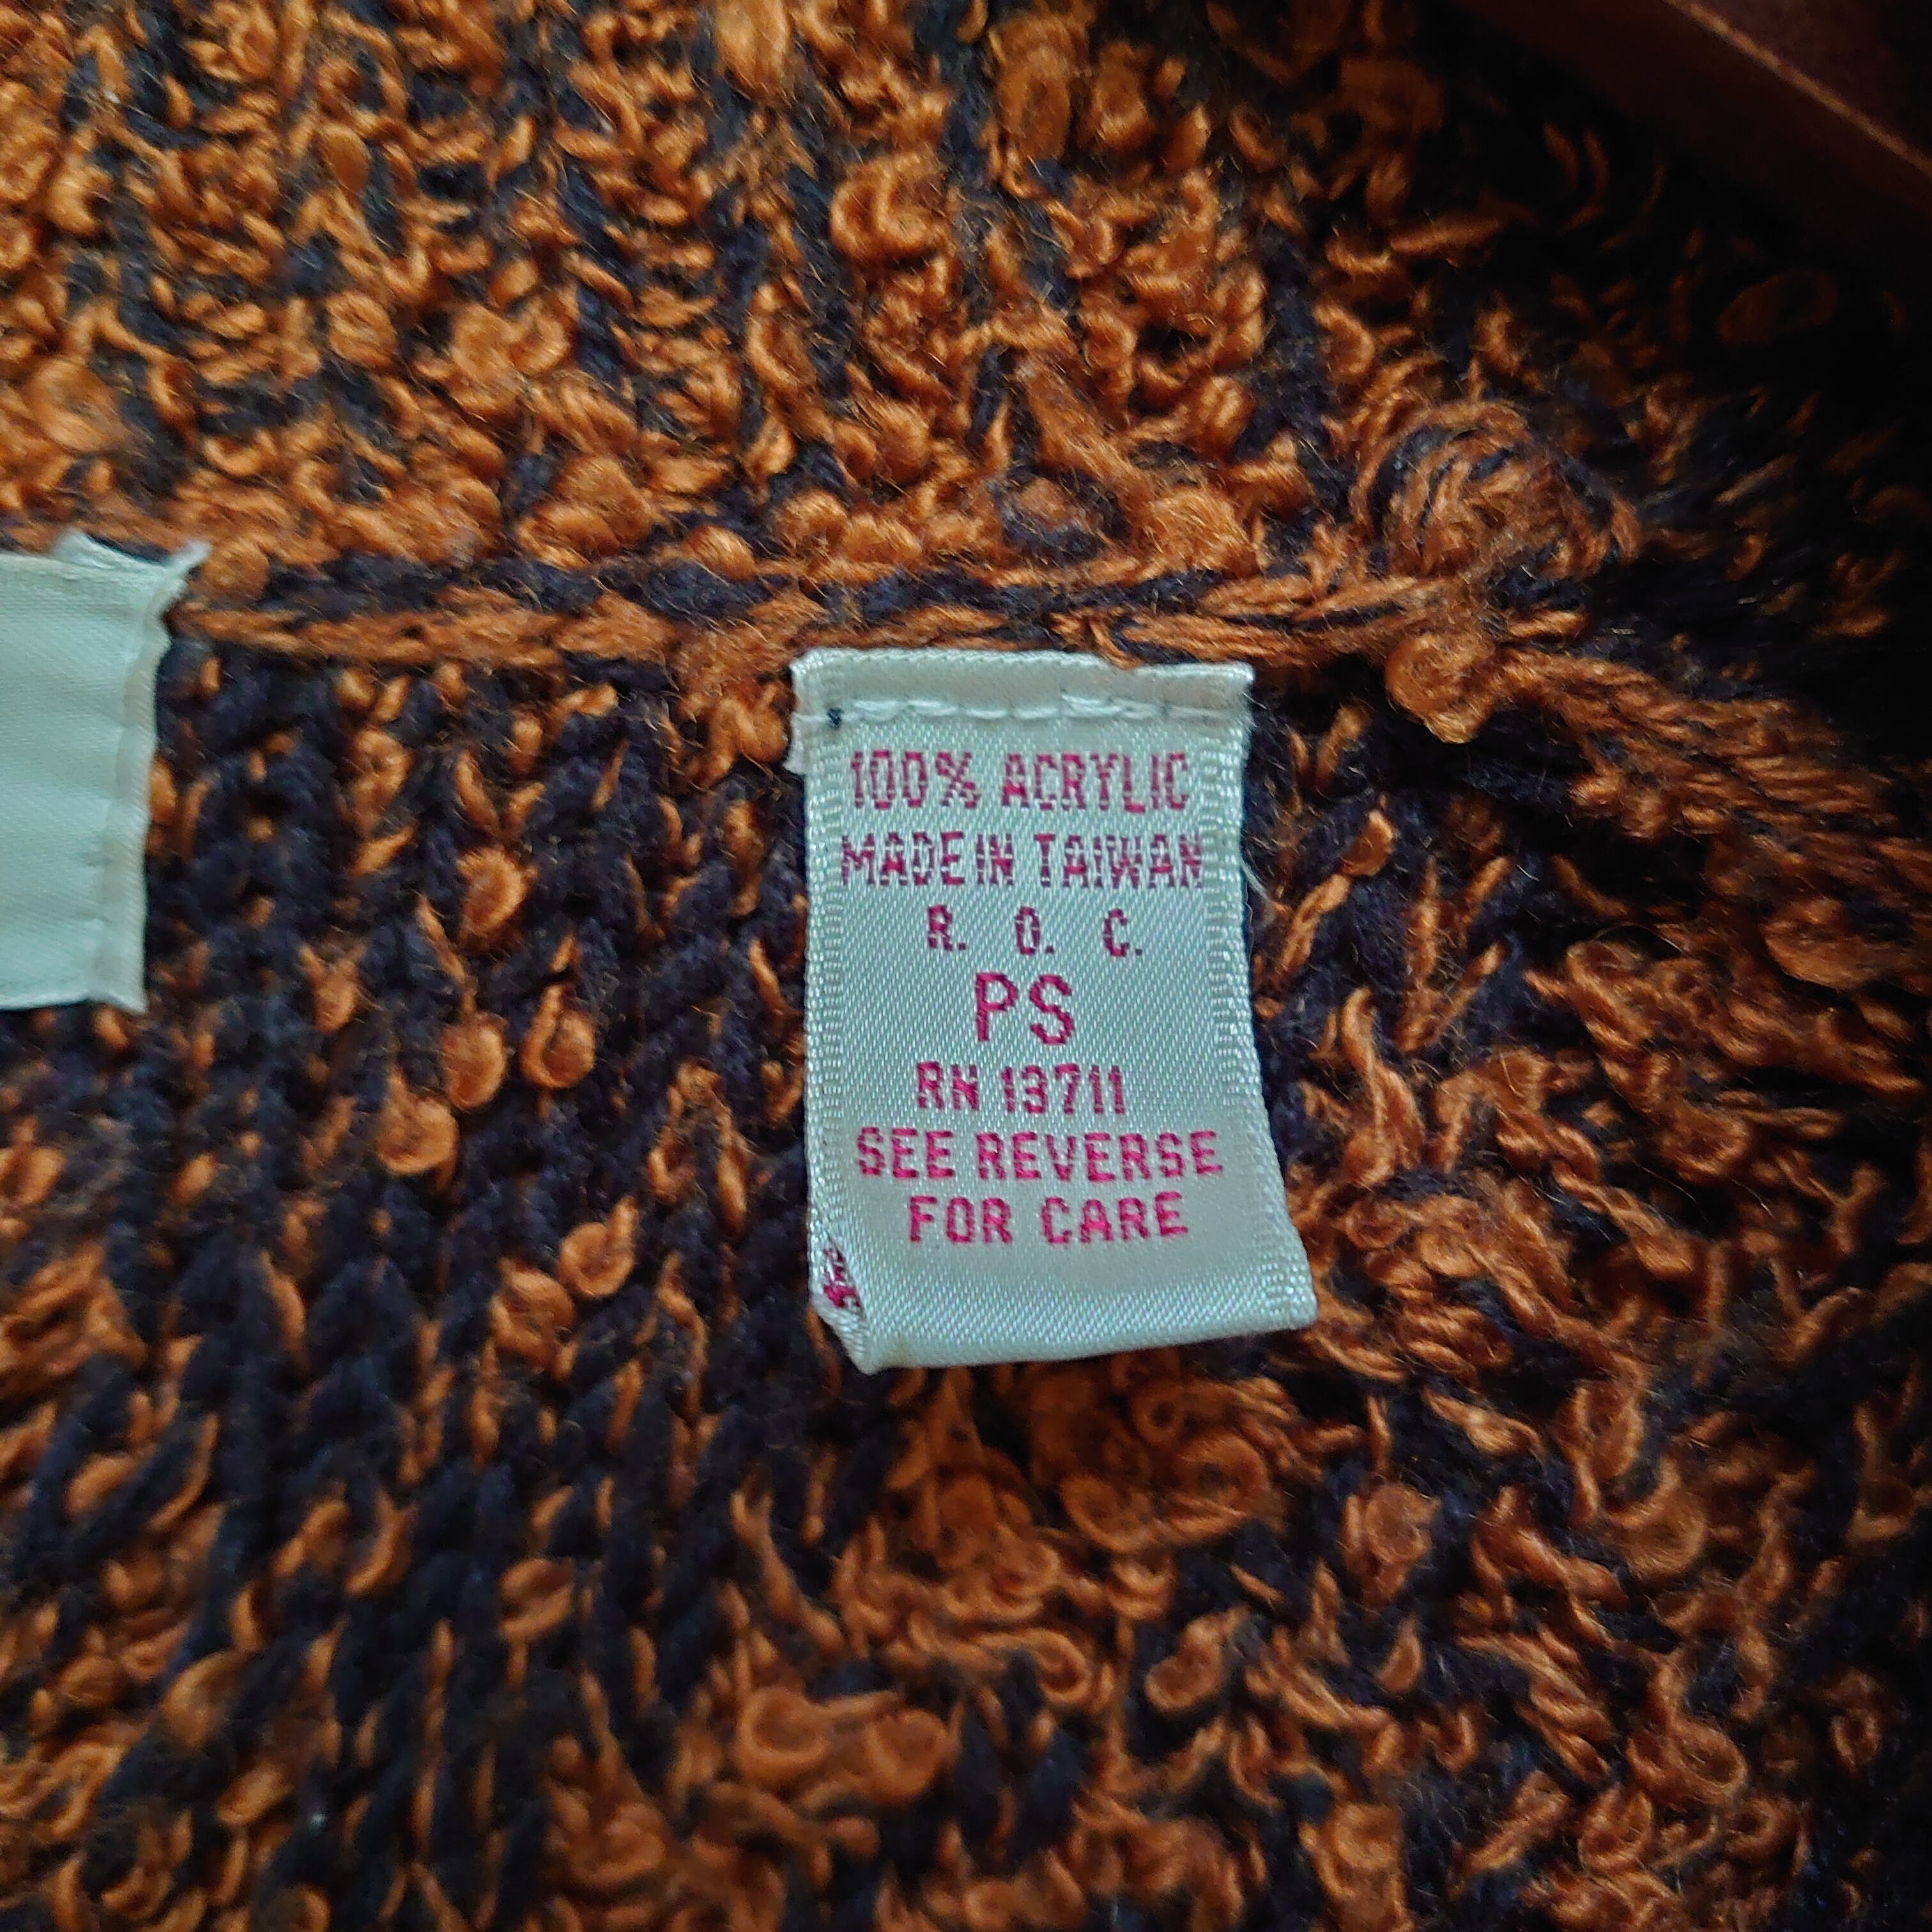 100% ACRYLIC
MADE IN TAIWAN
R. O. C.
PS
RN 13711
SEE REVERSE
FOR CARE